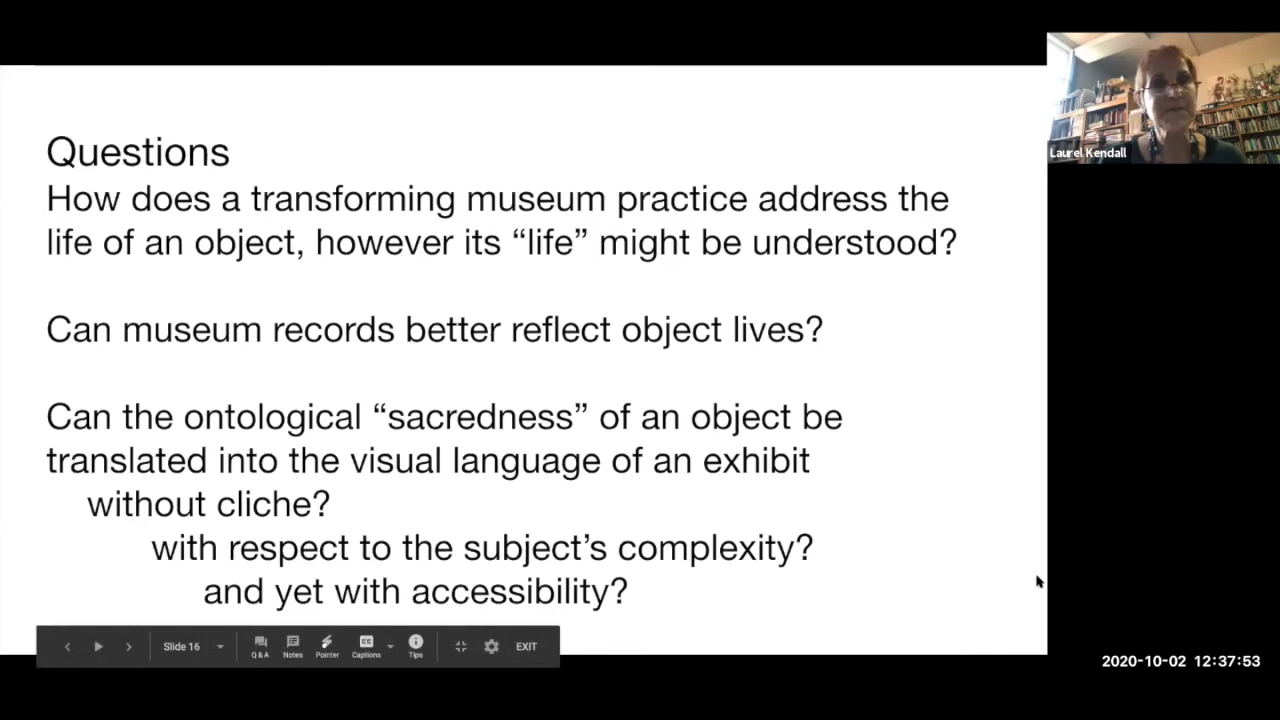 Questions
How does a transforming museum practice address the
life of an object, however its “life” might be understood?
Can museum records better reflect object lives?
Can the ontological “sacredness” of an object be
translated into the visual language of an exhibit
without cliche?
with respect to the subject’s complexity?
and yet with accessibility?
Laurel Kendall
Slide 16
Q & A
Notes
Pointer
Captions
Tips
EXIT
2020-10-02 12:37:53